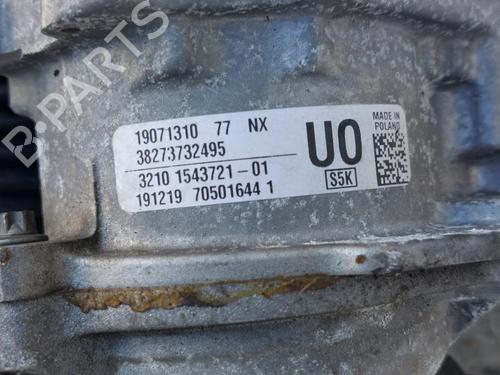 19071310 77 NX
38273732495
3210 1543721-01
191219 70501644 1
U0
S5K
MADE IN
POLAND
B-PARTS